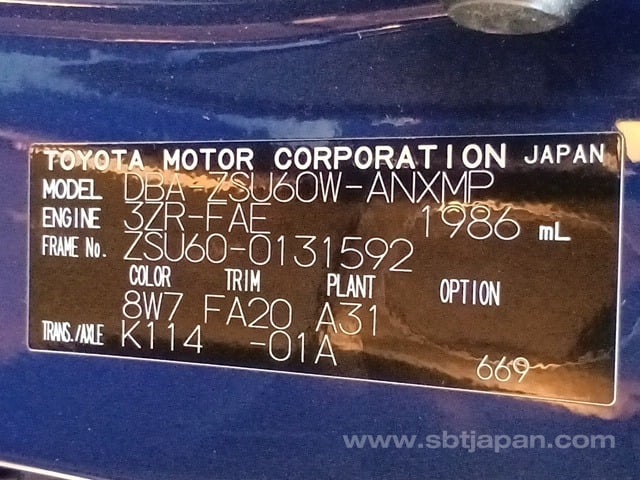 TOYOTA MOTOR CORPORATION JAPAN
MODEL DBA-ZSU60W-ANXMP
ENGINE 3ZR-FAE 1986 mL
FRAME No. ZSU60-0131592
COLOR TRIM PLANT OPTION
8W7 FA20 A31
TRANS./AXLE K114 -01A
669
www.sbtjapan.com